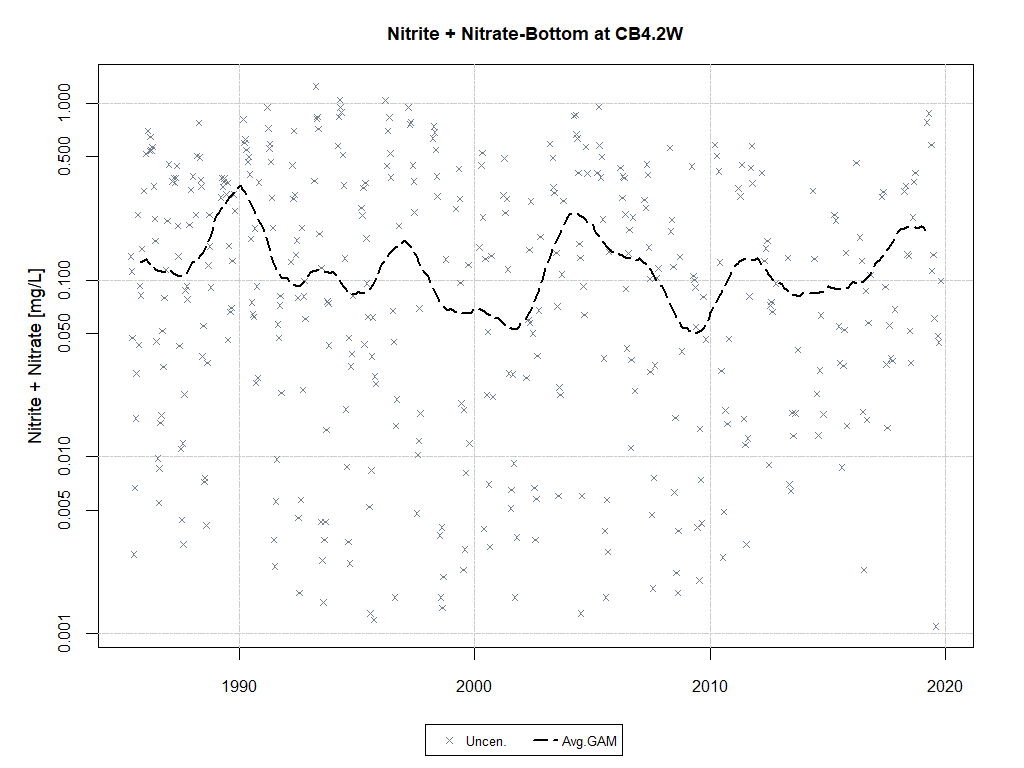 Nitrite + Nitrate-Bottom at CB4.2W
Nitrite + Nitrate [mg/L]
1.000
0.500
0.100
0.050
0.010
0.005
0.001
1990
2000
2010
2020
Uncen.
Avg.GAM